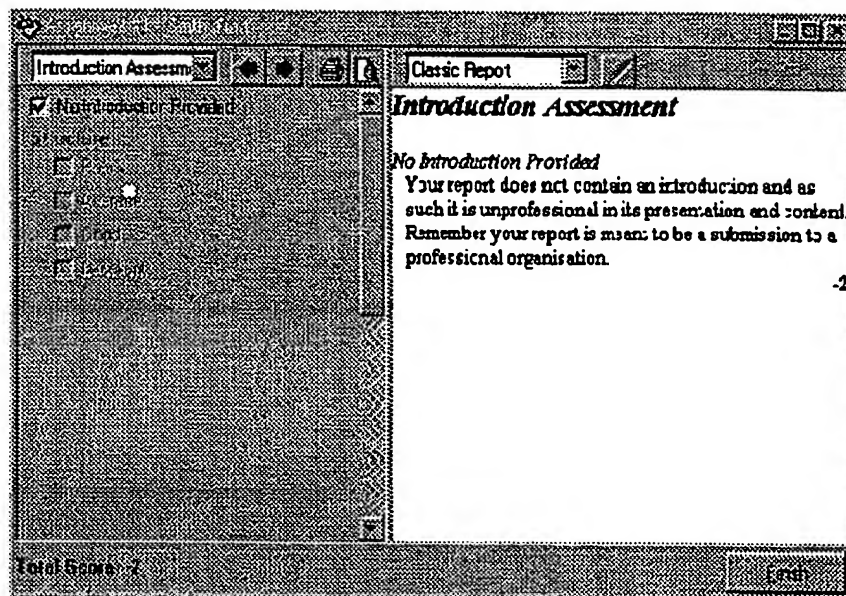 Introduction Assessm
Classic Repot
No Introduction Provided
Structure
Introduction Assessment
No Introduction Provided
Your report does not contain an introduction and as
such it is unprofessional in its presentation and content.
Remember your report is meant to be a submission to a
professional organisation.
-2
Total Score -2
Finish